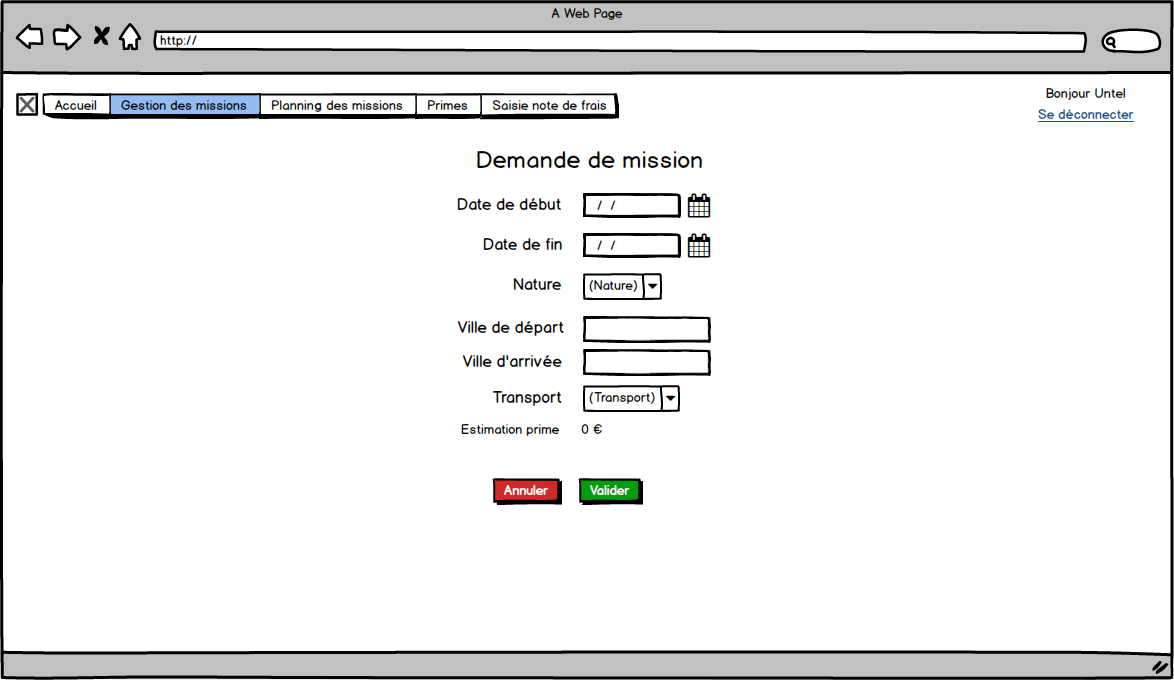 A Web Page
http://
Accueil Gestion des missions Planning des missions Primes Saisie note de frais
Bonjour Untel
Se déconnecter
Demande de mission
Date de début / /
Date de fin / /
Nature (Nature)
Ville de départ
Ville d'arrivée
Transport (Transport)
Estimation prime 0 €
Annuler Valider